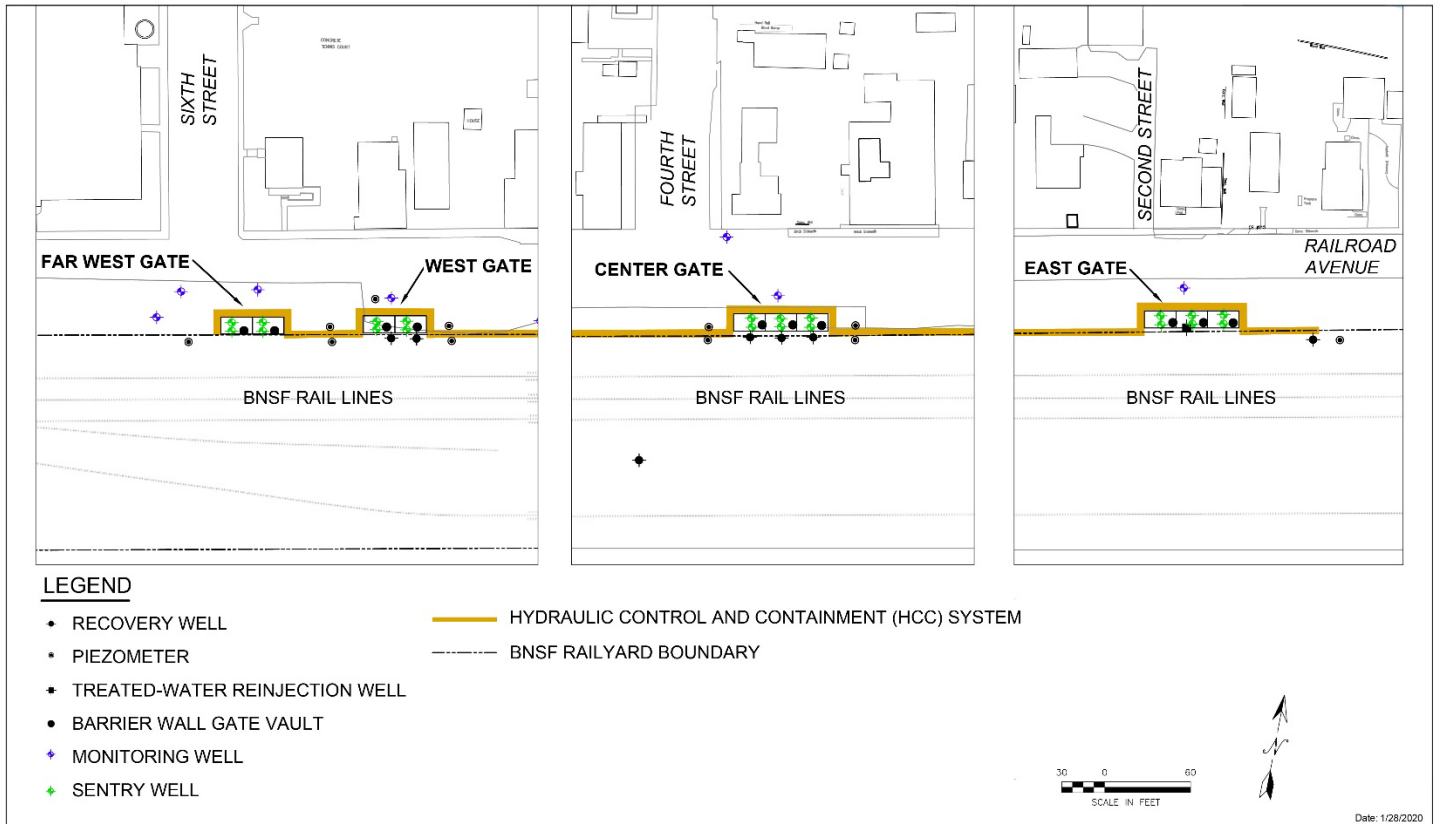 SIXTH
STREET
CONCRETE
TENNIS COURT
FAR WEST GATE
WEST GATE
BNSF RAIL LINES
FOURTH
STREET
CENTER GATE
BNSF RAIL LINES
SECOND STREET
RAILROAD
AVENUE
EAST GATE
BNSF RAIL LINES
LEGEND
RECOVERY WELL
PIEZOMETER
TREATED-WATER REINJECTION WELL
BARRIER WALL GATE VAULT
MONITORING WELL
SENTRY WELL
HYDRAULIC CONTROL AND CONTAINMENT (HCC) SYSTEM
BNSF RAILYARD BOUNDARY
N
30 0 60
SCALE IN FEET
Date: 1/28/2020